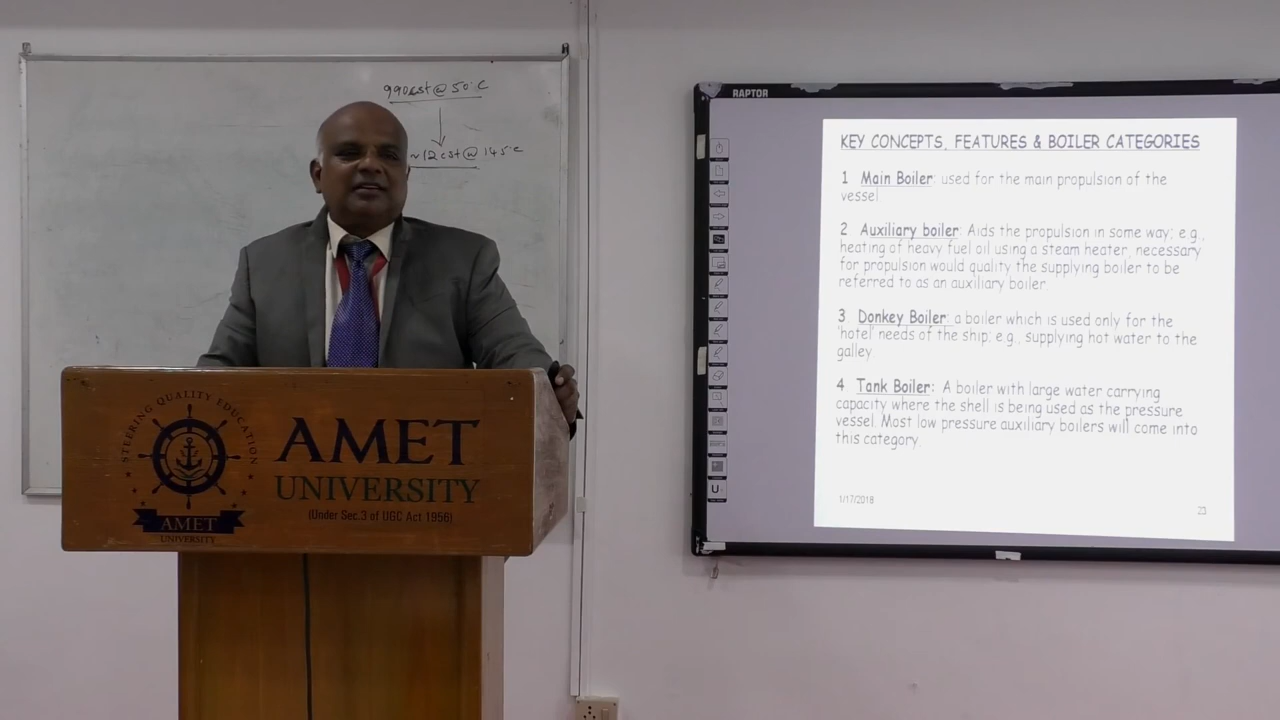 990cst @ 50°C
~12cst @ 145°C
STEERING QUALITY EDUCATION
AMET
UNIVERSITY
AMET
UNIVERSITY
(Under Sec.3 of UGC Act 1956)
RAPTOR
KEY CONCEPTS, FEATURES & BOILER CATEGORIES
1 Main Boiler: used for the main propulsion of the
vessel.
2 Auxiliary boiler: Aids the propulsion in some way; e.g.,
heating of heavy fuel oil using a steam heater, necessary
for propulsion would quality the supplying boiler to be
referred to as an auxiliary boiler.
3 Donkey Boiler: a boiler which is used only for the
'hotel' needs of the ship; e.g., supplying hot water to the
galley
4 Tank Boiler: A boiler with large water carrying
capacity where the shell is being used as the pressure
vessel. Most low pressure auxiliary boilers will come into
this category.
1/17/2018
23